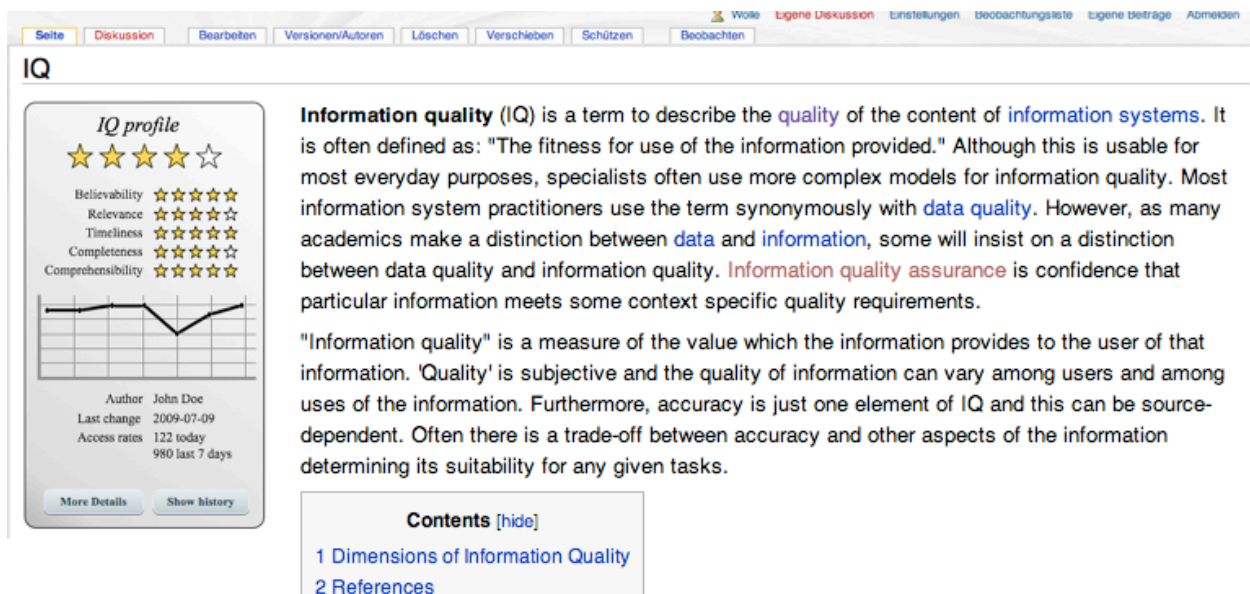 Wolle Eigene Diskussion Einstellungen Beobachtungsliste Eigene Beiträge Abmelden
Seite Diskussion Bearbeiten Versionen/Autoren Löschen Verschieben Schützen Beobachten
IQ
IQ profile
Believability
Relevance
Timeliness
Completeness
Comprehensibility
Author John Doe
Last change 2009-07-09
Access rates 122 today
980 last 7 days
More Details Show history
Information quality (IQ) is a term to describe the quality of the content of information systems. It
is often defined as: "The fitness for use of the information provided." Although this is usable for
most everyday purposes, specialists often use more complex models for information quality. Most
information system practitioners use the term synonymously with data quality. However, as many
academics make a distinction between data and information, some will insist on a distinction
between data quality and information quality. Information quality assurance is confidence that
particular information meets some context specific quality requirements.
"Information quality" is a measure of the value which the information provides to the user of that
information. 'Quality' is subjective and the quality of information can vary among users and among
uses of the information. Furthermore, accuracy is just one element of IQ and this can be source-
dependent. Often there is a trade-off between accuracy and other aspects of the information
determining its suitability for any given tasks.
Contents [hide]
1 Dimensions of Information Quality
2 References